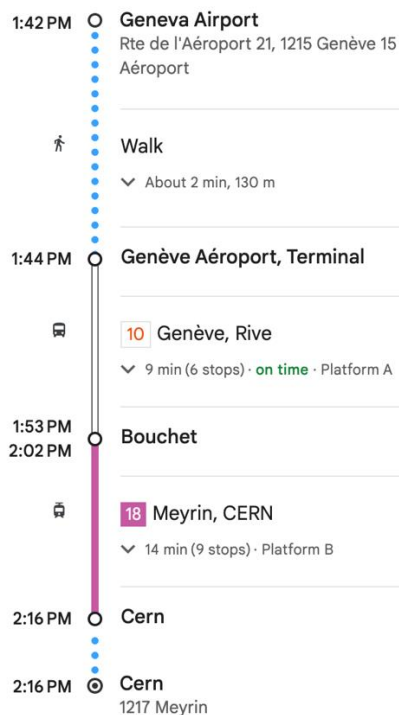 1:42 PM Geneva Airport
Rte de l'Aéroport 21, 1215 Genève 15
Aéroport
Walk
About 2 min, 130 m
1:44 PM Genève Aéroport, Terminal
10 Genève, Rive
9 min (6 stops) · on time · Platform A
1:53 PM
2:02 PM Bouchet
18 Meyrin, CERN
14 min (9 stops) · Platform B
2:16 PM Cern
2:16 PM Cern
1217 Meyrin